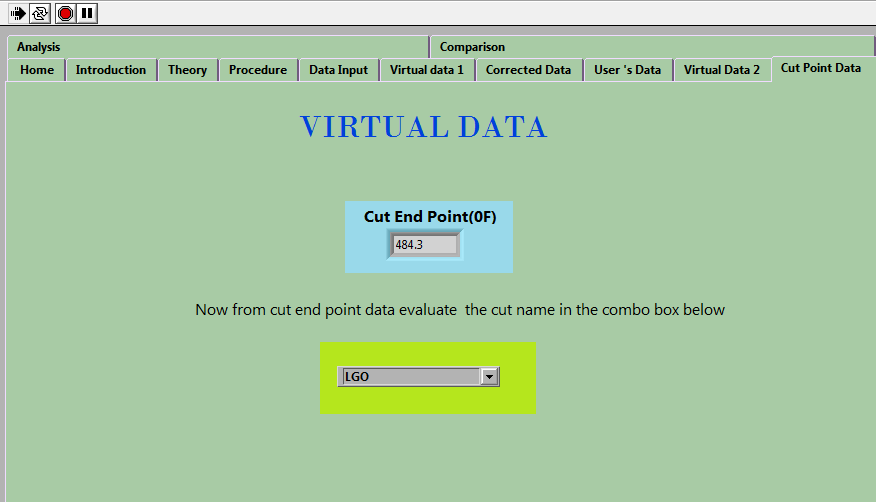 Analysis Comparison
Home Introduction Theory Procedure Data Input Virtual data 1 Corrected Data User 's Data Virtual Data 2 Cut Point Data
VIRTUAL DATA
Cut End Point(0F)
484.3
Now from cut end point data evaluate  the cut name in the combo box below
LGO